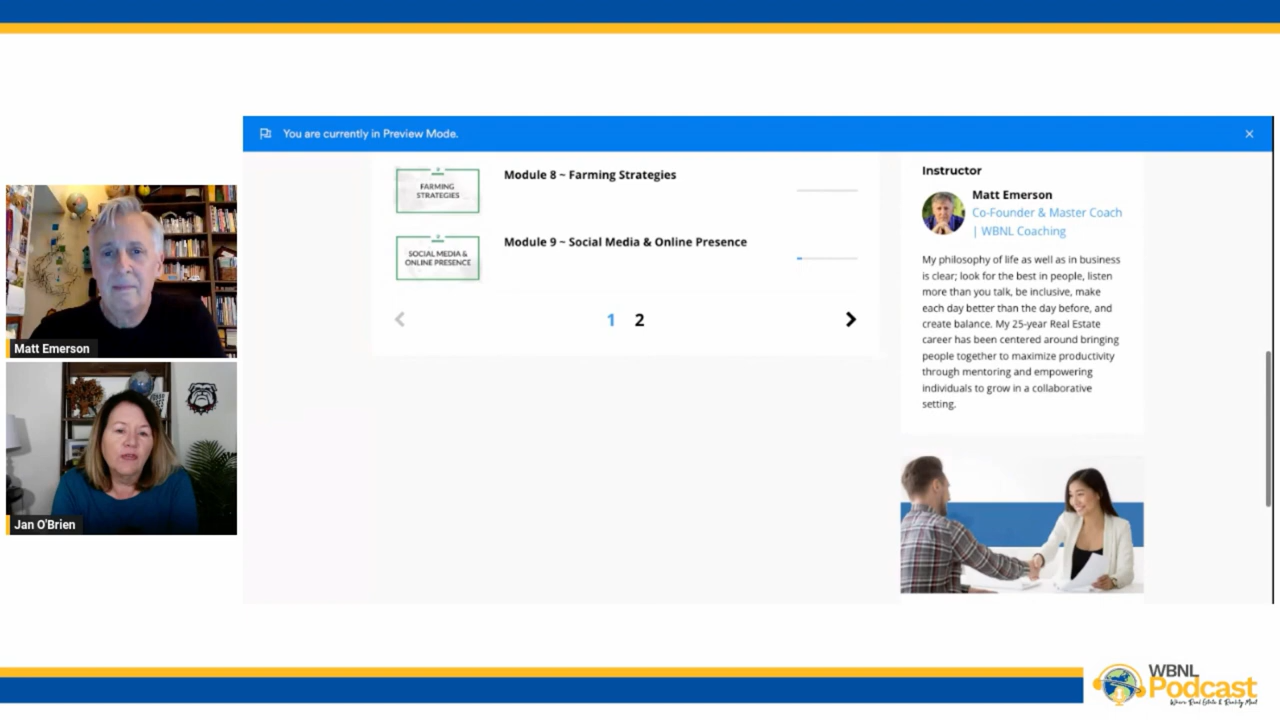 You are currently in Preview Mode.
FARMING
STRATEGIES
Module 8 ~ Farming Strategies
SOCIAL MEDIA &
ONLINE PRESENCE
Module 9 ~ Social Media & Online Presence
1 2
Instructor
Matt Emerson
Co-Founder & Master Coach
| WBNL Coaching
My philosophy of life as well as in business
is clear; look for the best in people, listen
more than you talk, be inclusive, make
each day better than the day before, and
create balance. My 25-year Real Estate
career has been centered around bringing
people together to maximize productivity
through mentoring and empowering
individuals to grow in a collaborative
setting.
Matt Emerson
Jan O'Brien
WBNL
Podcast
Where Real Estate & Reality Meet